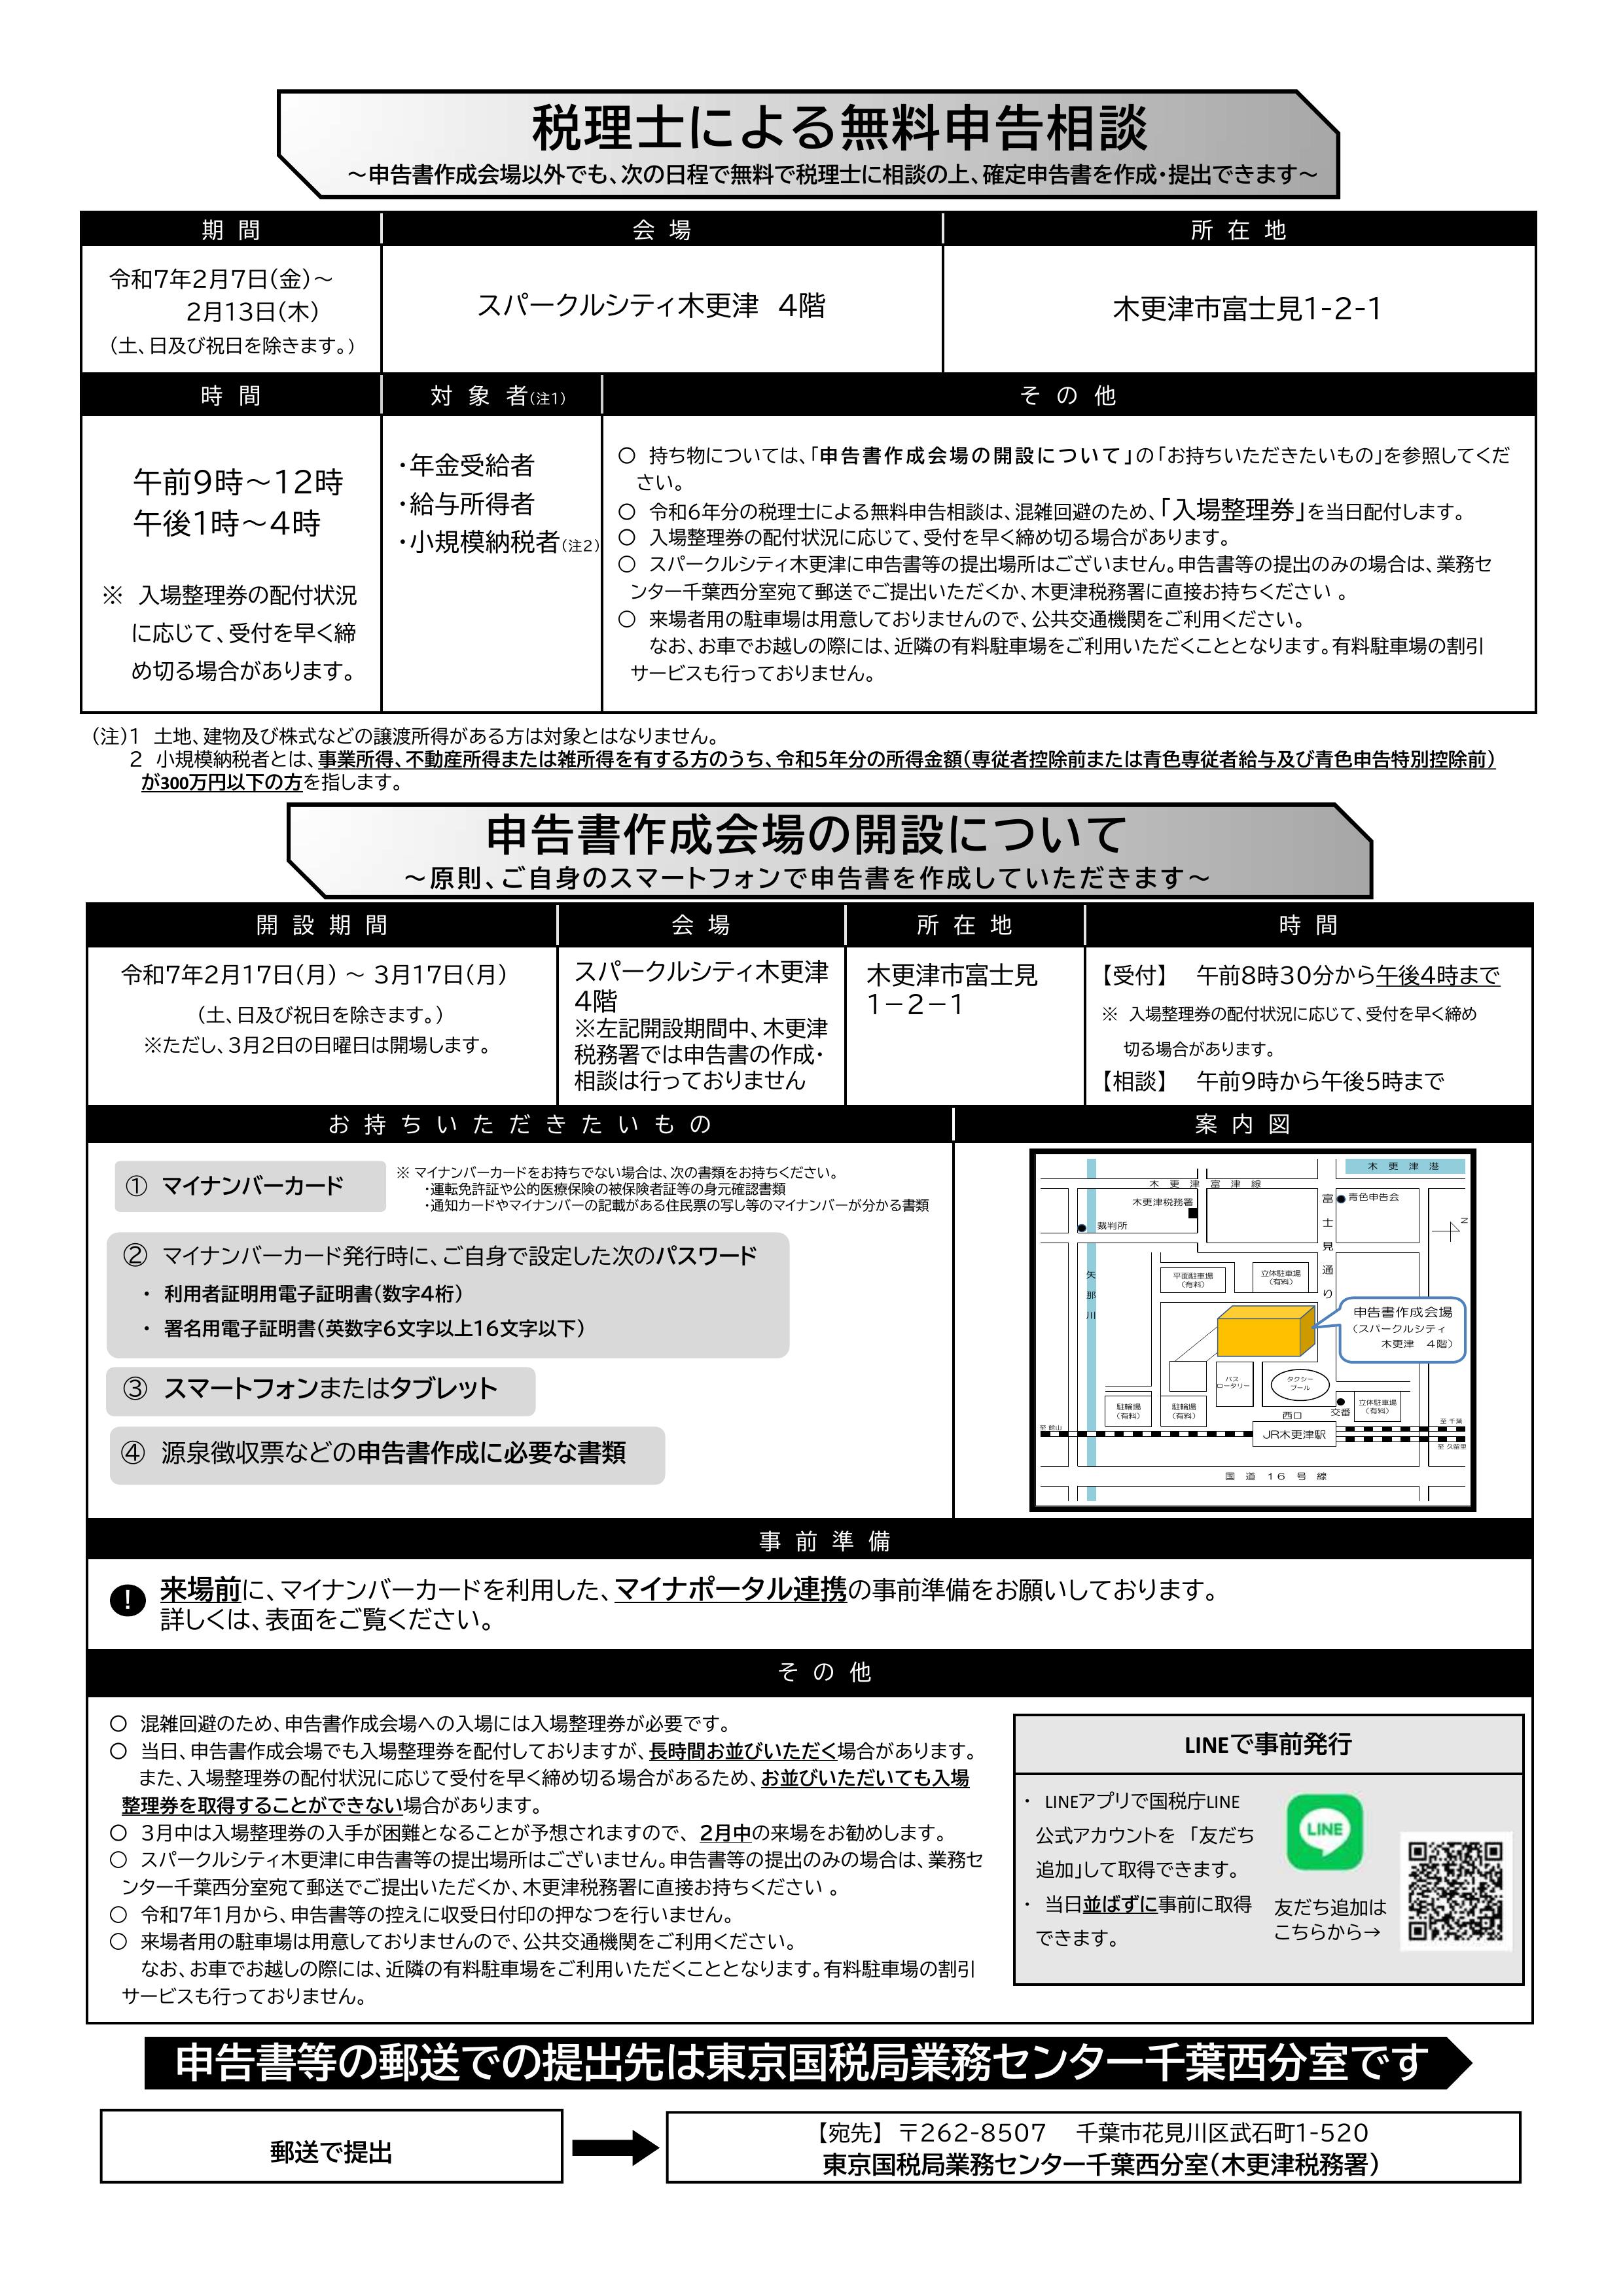 税理士による無料申告相談
～申告書作成会場以外でも、次の日程で無料で税理士に相談の上、確定申告書を作成・提出できます～
期間
会場
所在地
令和7年2月7日（金）～
2月13日（木）
（土、日及び祝日を除きます。）
スパークルシティ木更津 4階
木更津市富士見1-2-1
時間
対象者(注1)
その他
午前9時～12時
午後1時～4時
※ 入場整理券の配付状況
に応じて、受付を早く締
め切る場合があります。
・年金受給者
・給与所得者
・小規模納税者(注2)
〇 持ち物については、「申告書作成会場の開設について」の「お持ちいただきたいもの」を参照してくだ
さい。
〇 令和6年分の税理士による無料申告相談は、混雑回避のため、「入場整理券」を当日配付します。
〇 入場整理券の配付状況に応じて、受付を早く締め切る場合があります。
〇 スパークルシティ木更津に申告書等の提出場所はございません。申告書等の提出のみの場合は、業務セ
ンター千葉西分室宛て郵送でご提出いただくか、木更津税務署に直接お持ちください 。
〇 来場者用の駐車場は用意しておりませんので、公共交通機関をご利用ください。
なお、お車でお越しの際には、近隣の有料駐車場をご利用いただくこととなります。有料駐車場の割引
サービスも行っておりません。
（注）1 土地、建物及び株式などの譲渡所得がある方は対象とはなりません。
2 小規模納税者とは、事業所得、不動産所得または雑所得を有する方のうち、令和5年分の所得金額（専従者控除前または青色専従者給与及び青色申告特別控除前）
が300万円以下の方を指します。
申告書作成会場の開設について
～原則、ご自身のスマートフォンで申告書を作成していただきます～
開設期間
会場
所在地
時間
令和7年2月17日（月） ～ 3月17日（月）
（土、日及び祝日を除きます。）
※ただし、3月2日の日曜日は開場します。
スパークルシティ木更津
4階
※左記開設期間中、木更津
税務署では申告書の作成・
相談は行っておりません
木更津市富士見
1－2－1
【受付】 午前8時30分から午後4時まで
※ 入場整理券の配付状況に応じて、受付を早く締め
切る場合があります。
【相談】 午前9時から午後5時まで
お持ちいただきたいもの
案内図
① マイナンバーカード
※ マイナンバーカードをお持ちでない場合は、次の書類をお持ちください。
・運転免許証や公的医療保険の被保険者証等の身元確認書類
・通知カードやマイナンバーの記載がある住民票の写し等のマイナンバーが分かる書類
② マイナンバーカード発行時に、ご自身で設定した次のパスワード
・ 利用者証明用電子証明書（数字4桁）
・ 署名用電子証明書（英数字6文字以上16文字以下）
③ スマートフォンまたはタブレット
④ 源泉徴収票などの申告書作成に必要な書類
木更津港
木更津富津線
木更津税務署
富士見通り
青色申告会
裁判所
N
矢那川
平面駐車場
（有料）
立体駐車場
（有料）
申告書作成会場
（スパークルシティ
木更津 4階）
バス
ロータリー
タクシー
プール
駐輪場
（有料）
駐輪場
（有料）
西口
交番
立体駐車場
（有料）
至 館山
JR木更津駅
至 千葉
至 久留里
国道16号線
事前準備
! 来場前に、マイナンバーカードを利用した、マイナポータル連携の事前準備をお願いしております。
詳しくは、表面をご覧ください。
その他
〇 混雑回避のため、申告書作成会場への入場には入場整理券が必要です。
〇 当日、申告書作成会場でも入場整理券を配付しておりますが、長時間お並びいただく場合があります。
また、入場整理券の配付状況に応じて受付を早く締め切る場合があるため、お並びいただいても入場
整理券を取得することができない場合があります。
〇 3月中は入場整理券の入手が困難となることが予想されますので、2月中の来場をお勧めします。
〇 スパークルシティ木更津に申告書等の提出場所はございません。申告書等の提出のみの場合は、業務セ
ンター千葉西分室宛て郵送でご提出いただくか、木更津税務署に直接お持ちください 。
〇 令和7年1月から、申告書等の控えに収受日付印の押なつを行いません。
〇 来場者用の駐車場は用意しておりませんので、公共交通機関をご利用ください。
なお、お車でお越しの際には、近隣の有料駐車場をご利用いただくこととなります。有料駐車場の割引
サービスも行っておりません。
LINEで事前発行
・ LINEアプリで国税庁LINE
公式アカウントを 「友だち
追加」して取得できます。
・ 当日並ばずに事前に取得
できます。
LINE
友だち追加は
こちらから→
申告書等の郵送での提出先は東京国税局業務センター千葉西分室です
郵送で提出
【宛先】 〒262-8507 千葉市花見川区武石町1-520
東京国税局業務センター千葉西分室（木更津税務署）